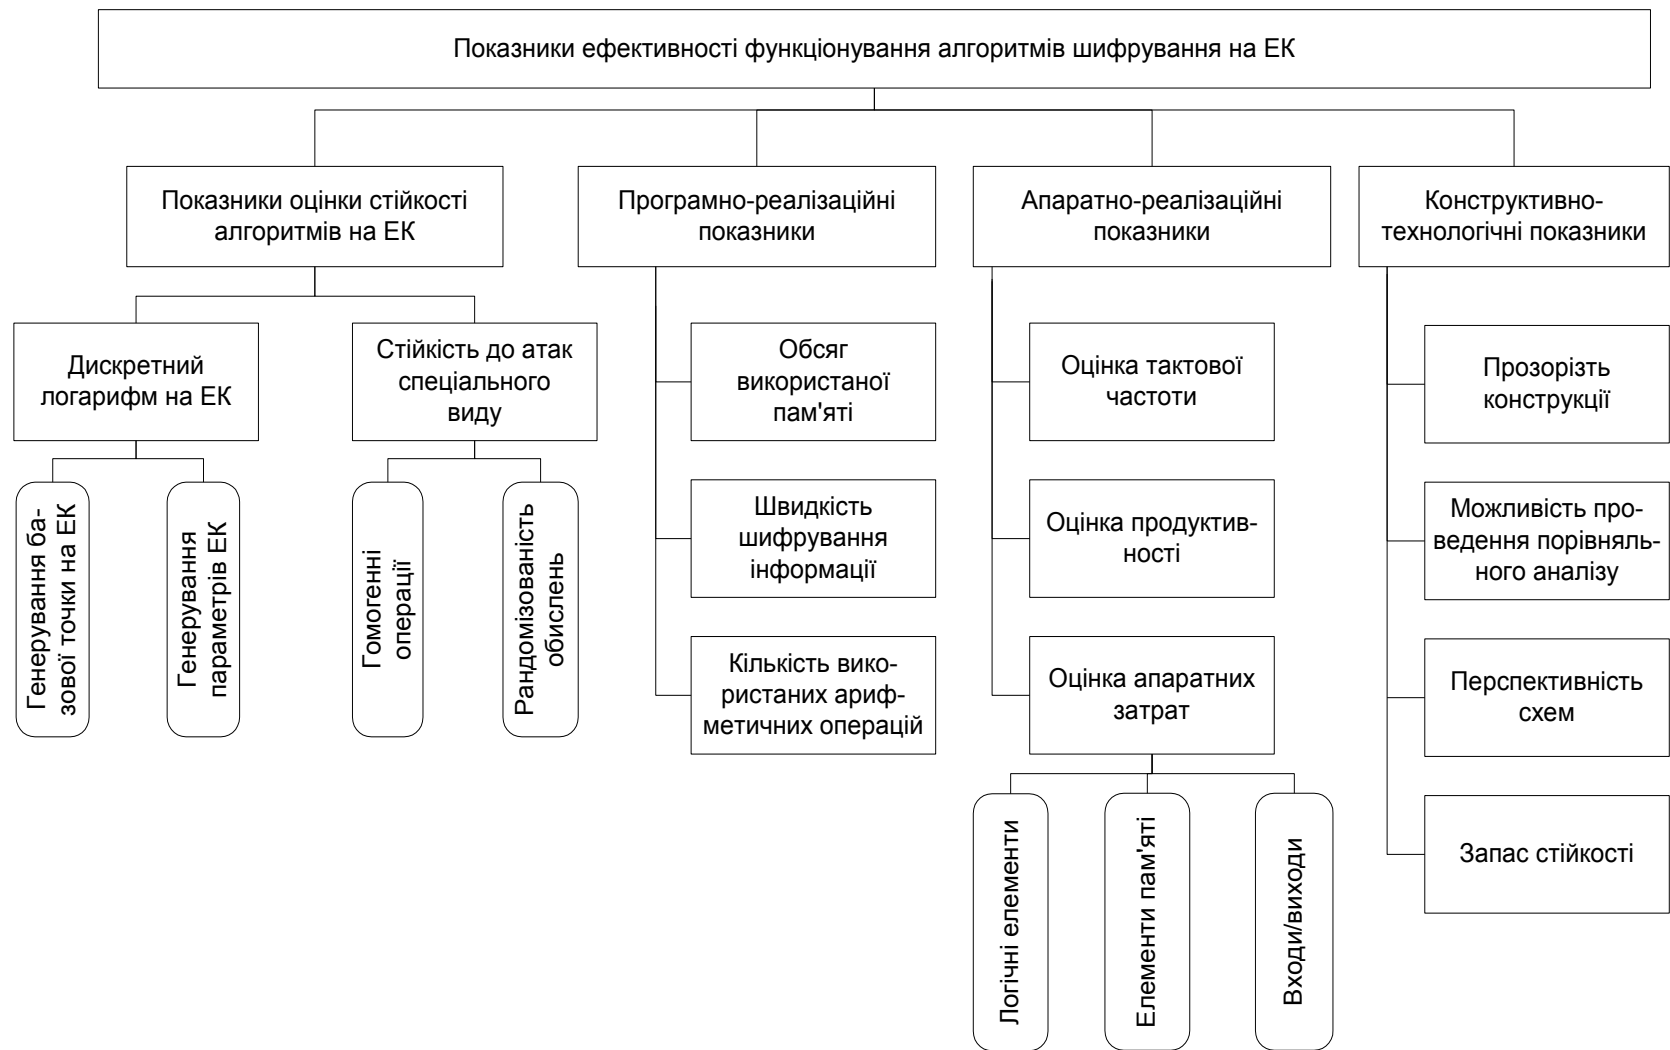 Показники ефективності функціонування алгоритмів шифрування на ЕК
Показники оцінки стійкості
алгоритмів на ЕК
Програмно-реалізаційні
показники
Апаратно-реалізаційні
показники
Конструктивно-
технологічні показники
Дискретний
логарифм на ЕК
Стійкість до атак
спеціального
виду
Генерування ба-
зової точки на ЕК
Генерування
параметрів ЕК
Гомогенні
операції
Рандомізованість
обислень
Обсяг
використаної
пам'яті
Швидкість
шифрування
інформації
Кількість вико-
ристаних ариф-
метичних операцій
Оцінка тактової
частоти
Оцінка продуктив-
ності
Оцінка апаратних
затрат
Логічні елементи
Елементи пам'яті
Входи/виходи
Прозорізть
конструкції
Можливість про-
ведення порівняль-
ного аналізу
Перспективність
схем
Запас стійкості